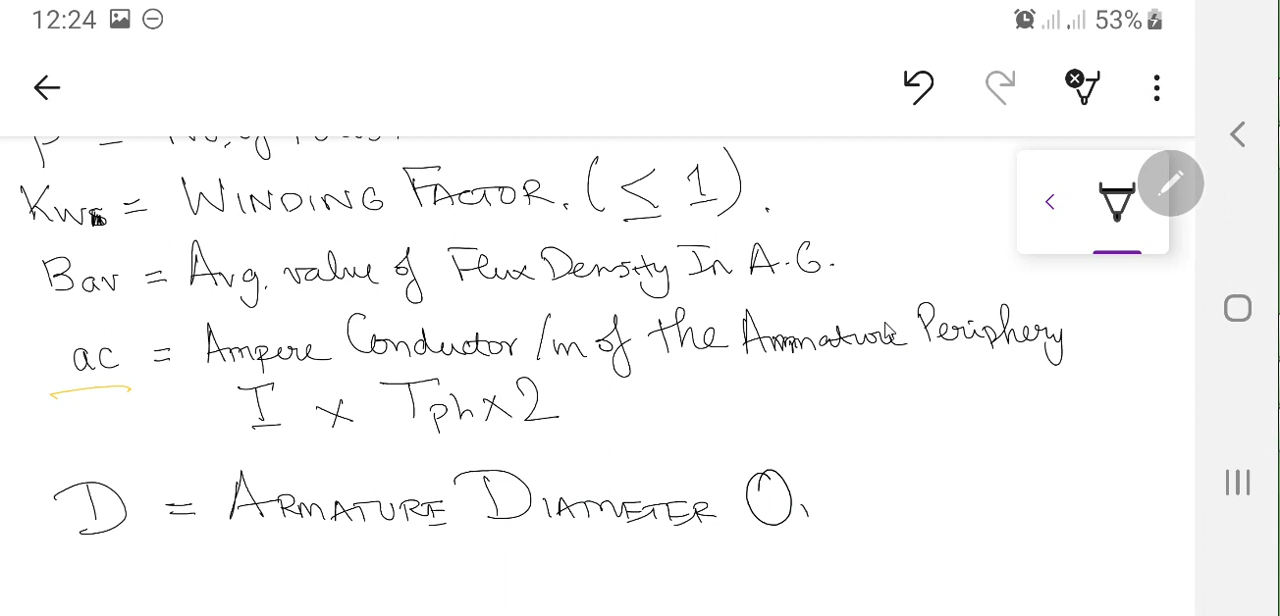 12:24 53%
Kws = WINDING FACTOR. (≤ 1).
Bav = Avg. value of Flux Density In A.G.
ac = Ampere Conductor /m of the Armature Periphery
I × Tph×2
D = ARMATURE DIAMETER O,